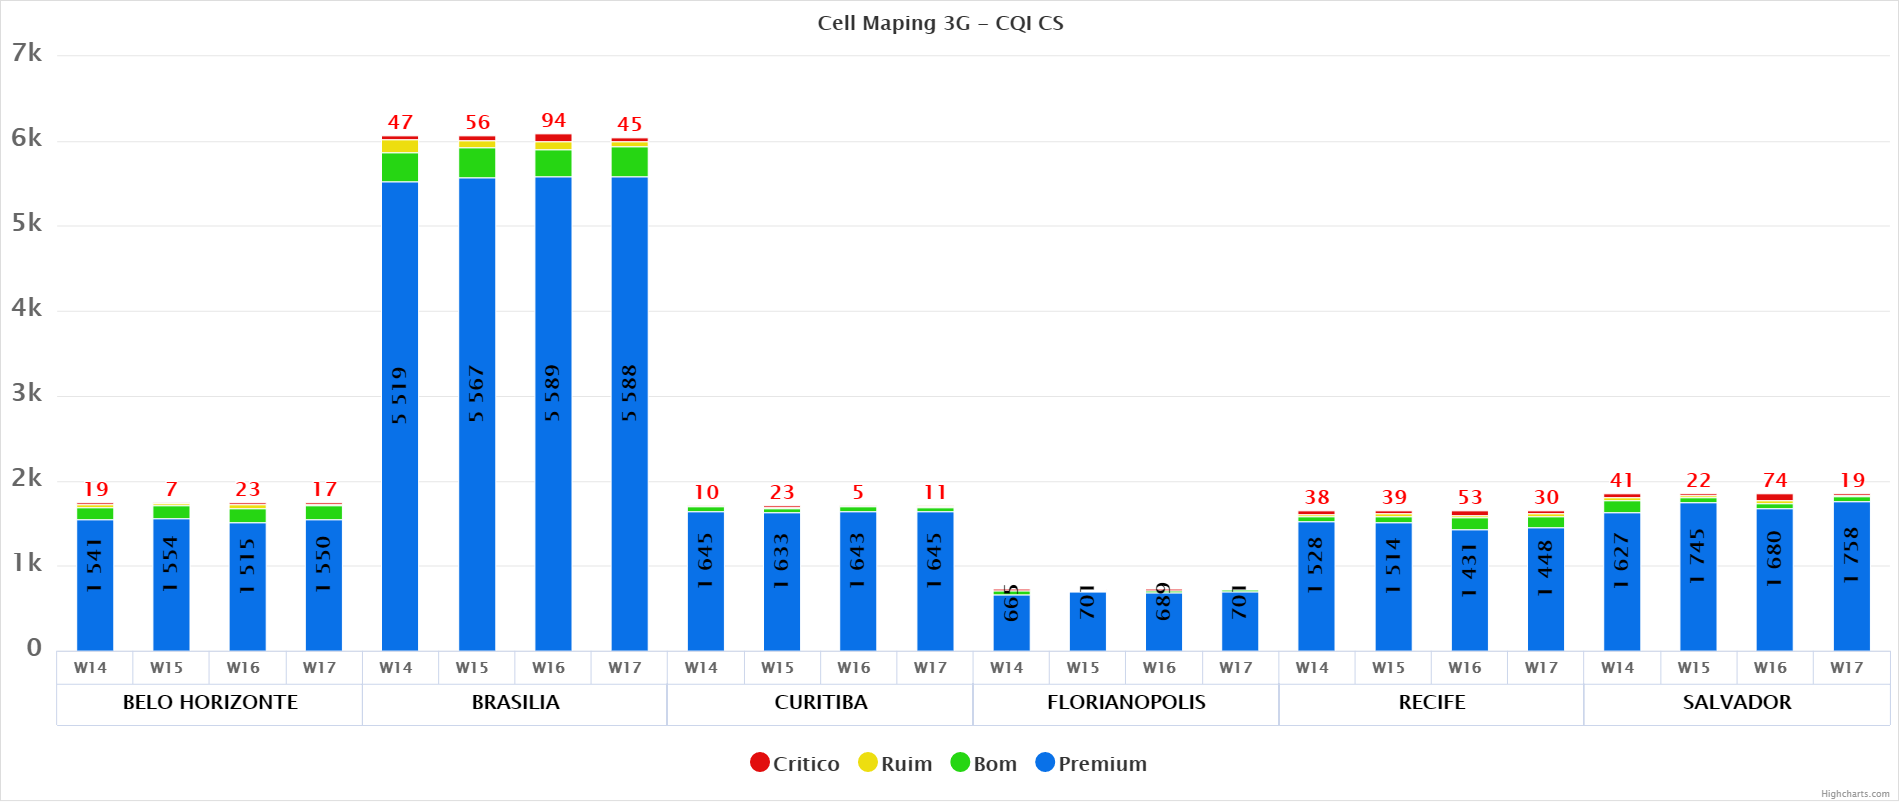 Cell Maping 3G - CQI CS
7k
6k
5k
4k
3k
2k
1k
0
19 7 23 17 47 56 94 45 10 23 5 11 38 39 53 30 41 22 74 19
1 541 1 554 1 515 1 550 5 519 5 567 5 589 5 588 1 645 1 633 1 643 1 645 665 701 689 701 1 528 1 514 1 431 1 448 1 627 1 745 1 680 1 758
W14 W15 W16 W17 W14 W15 W16 W17 W14 W15 W16 W17 W14 W15 W16 W17 W14 W15 W16 W17 W14 W15 W16 W17
BELO HORIZONTE BRASILIA CURITIBA FLORIANOPOLIS RECIFE SALVADOR
Critico Ruim Bom Premium
Highcharts.com